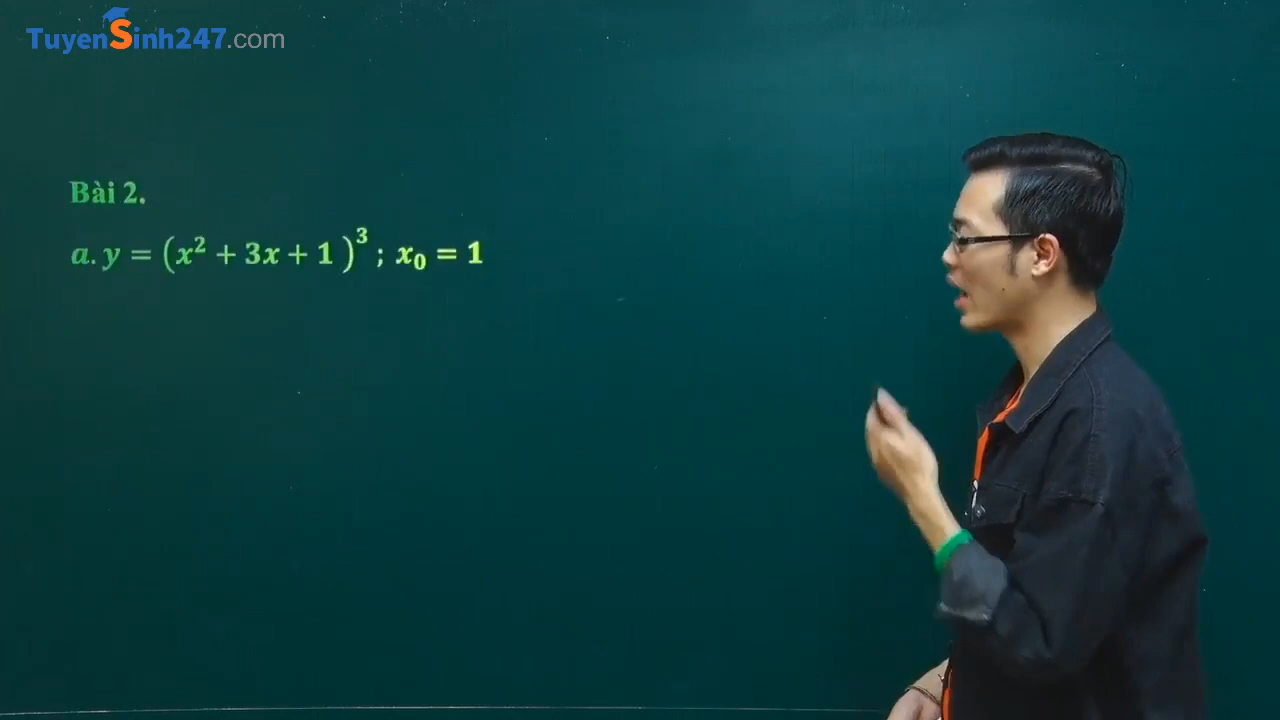 TuyenSinh247.com
Bài 2.
a. y = (x² + 3x + 1)³ ; x₀ = 1